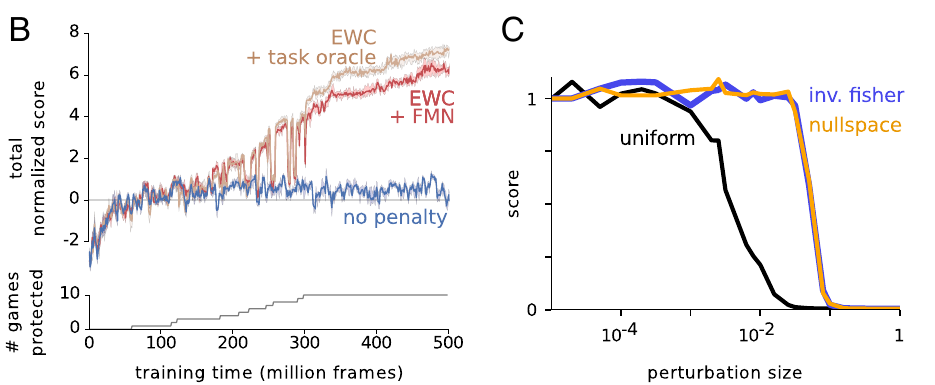 B
8
6
4
2
0
-2
total
normalized score
EWC
+ task oracle
EWC
+ FMN
no penalty
10
0
# games
protected
0
100
200
300
400
500
training time (million frames)
C
1
0
score
uniform
inv. fisher
nullspace
10-4
10-2
1
perturbation size